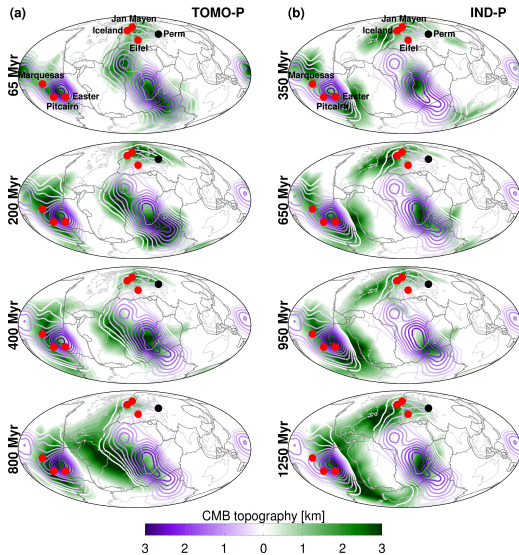 (a) TOMO-P
(b) IND-P
65 Myr
Jan Mayen
Iceland
Perm
Eifel
Marquesas
Easter
Pitcairn
350 Myr
Jan Mayen
Iceland
Perm
Eifel
Marquesas
Easter
Pitcairn
200 Myr
650 Myr
400 Myr
950 Myr
800 Myr
1250 Myr
CMB topography [km]
3 2 1 0 1 2 3